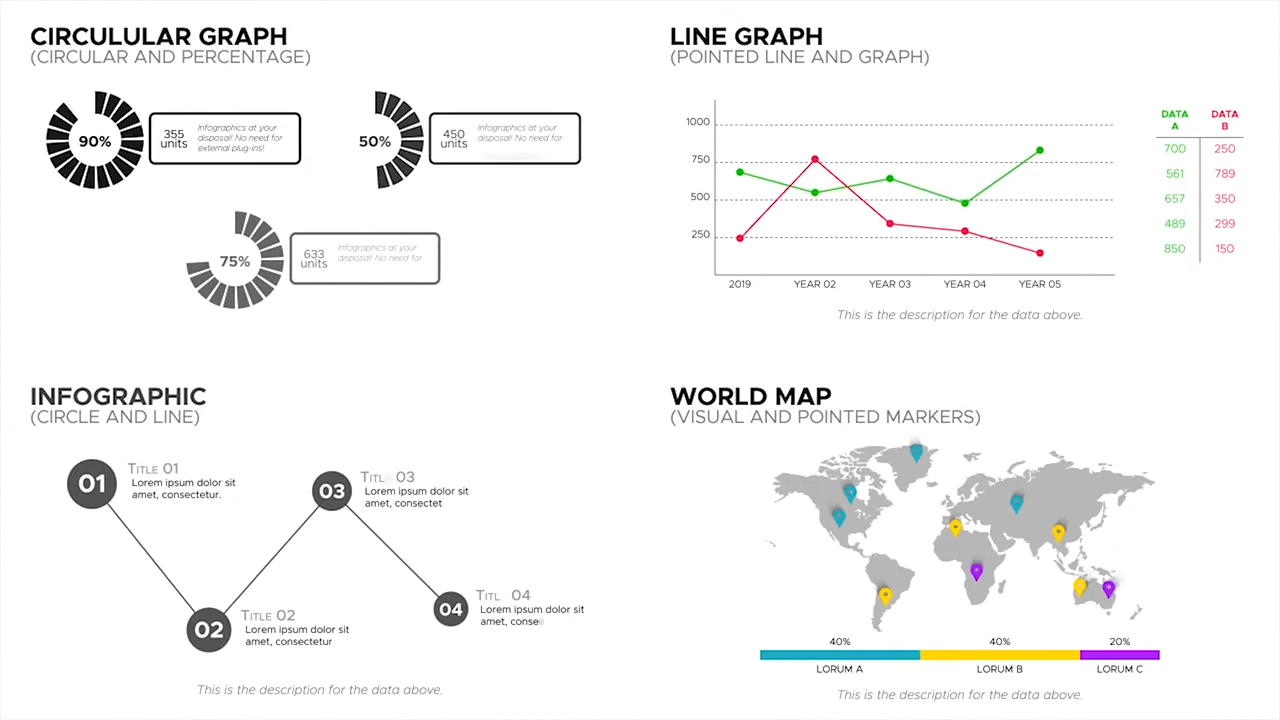 CIRCULULAR GRAPH
(CIRCULAR AND PERCENTAGE)
90%
355
units
Infographics at your
disposal! No need for
external plug-ins!
50%
450
units
Infographics at your
disposal! No need for
75%
633
units
Infographics at your
disposal! No need for
LINE GRAPH
(POINTED LINE AND GRAPH)
1000
750
500
250
2019 YEAR 02 YEAR 03 YEAR 04 YEAR 05
DATA A DATA B
700 250
561 789
657 350
489 299
850 150
This is the description for the data above.
INFOGRAPHIC
(CIRCLE AND LINE)
01
TITLE 01
Lorem ipsum dolor sit
amet, consectetur.
02
TITLE 02
Lorem ipsum dolor sit
amet, consectetur
03
TITL 03
Lorem ipsum dolor sit
amet, consectet
04
TITL 04
Lorem ipsum dolor sit
amet, conse
This is the description for the data above.
WORLD MAP
(VISUAL AND POINTED MARKERS)
40% 40% 20%
LORUM A LORUM B LORUM C
This is the description for the data above.